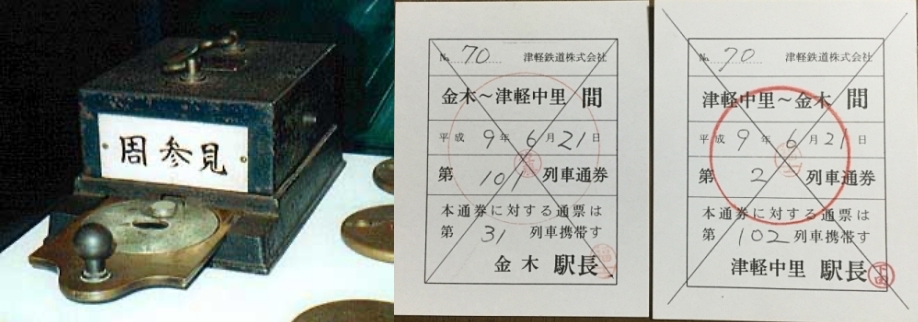 周参見
No. 70 津軽鉄道株式会社
金木〜津軽中里 間
平成 9年 6月 21日
第 101 列車通券
本通券に対する通票は
第 31 列車携帯す
金木 駅長
No. 70 津軽鉄道株式会社
津軽中里〜金木 間
平成 9年 6月 21日
第 2 列車通券
本通券に対する通票は
第 102 列車携帯す
津軽中里 駅長